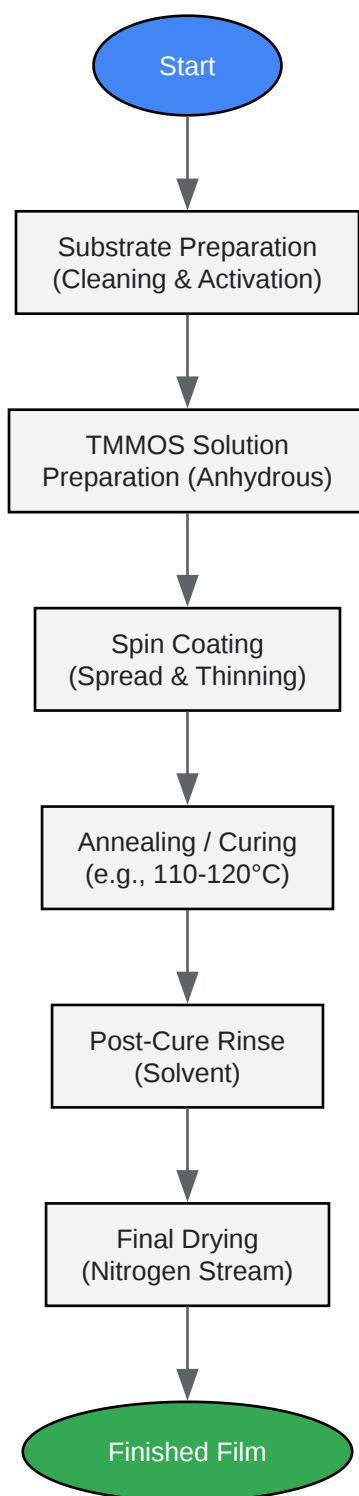 Start
Substrate Preparation
(Cleaning & Activation)
TMMOS Solution
Preparation (Anhydrous)
Spin Coating
(Spread & Thinning)
Annealing / Curing
(e.g., 110-120°C)
Post-Cure Rinse
(Solvent)
Final Drying
(Nitrogen Stream)
Finished Film